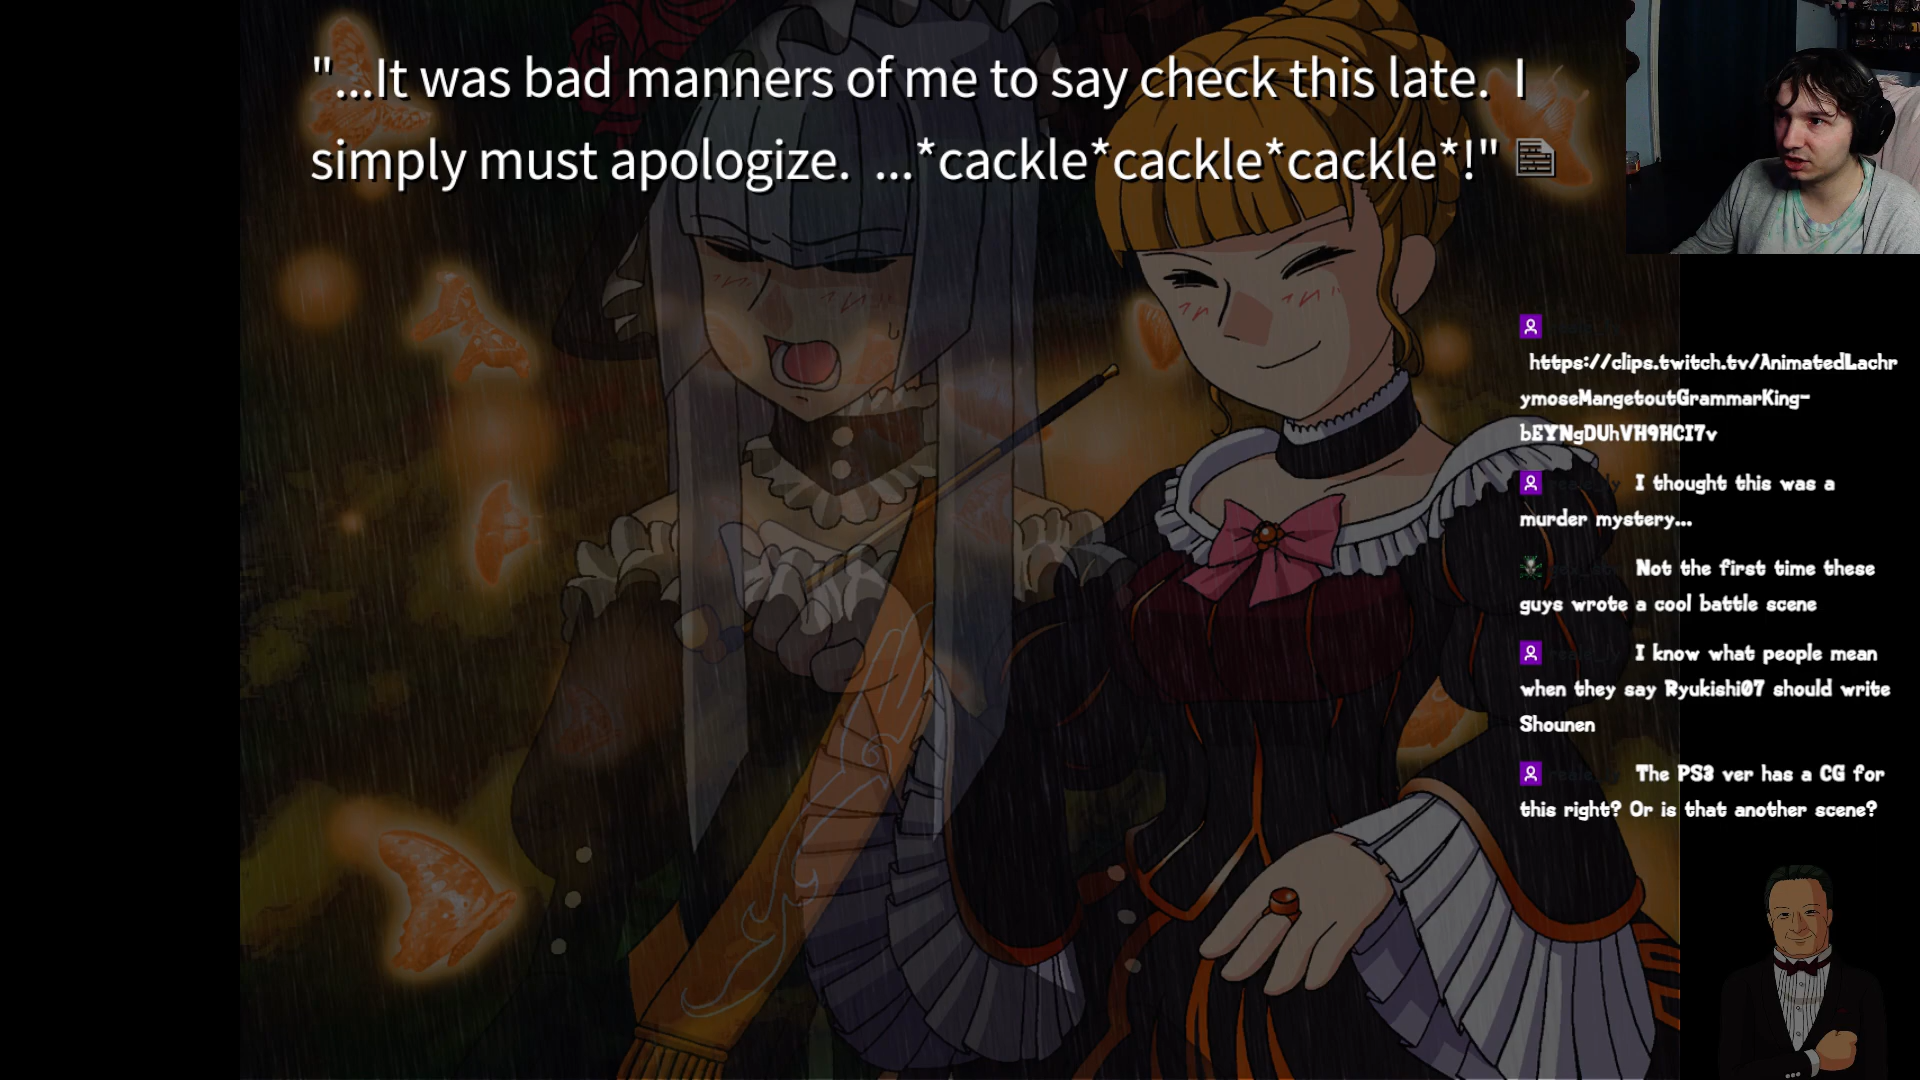 "...It was bad manners of me to say check this late.  I
simply must apologize.  ...*cackle*cackle*cackle*!"
https://clips.twitch.tv/AnimatedLachr
ymoseMangetoutGrammarKing-
bEYNgDUhVH9HCI7v
I thought this was a
murder mystery...
Not the first time these
guys wrote a cool battle scene
I know what people mean
when they say Ryukishi07 should write
Shounen
The PS3 ver has a CG for
this right? Or is that another scene?